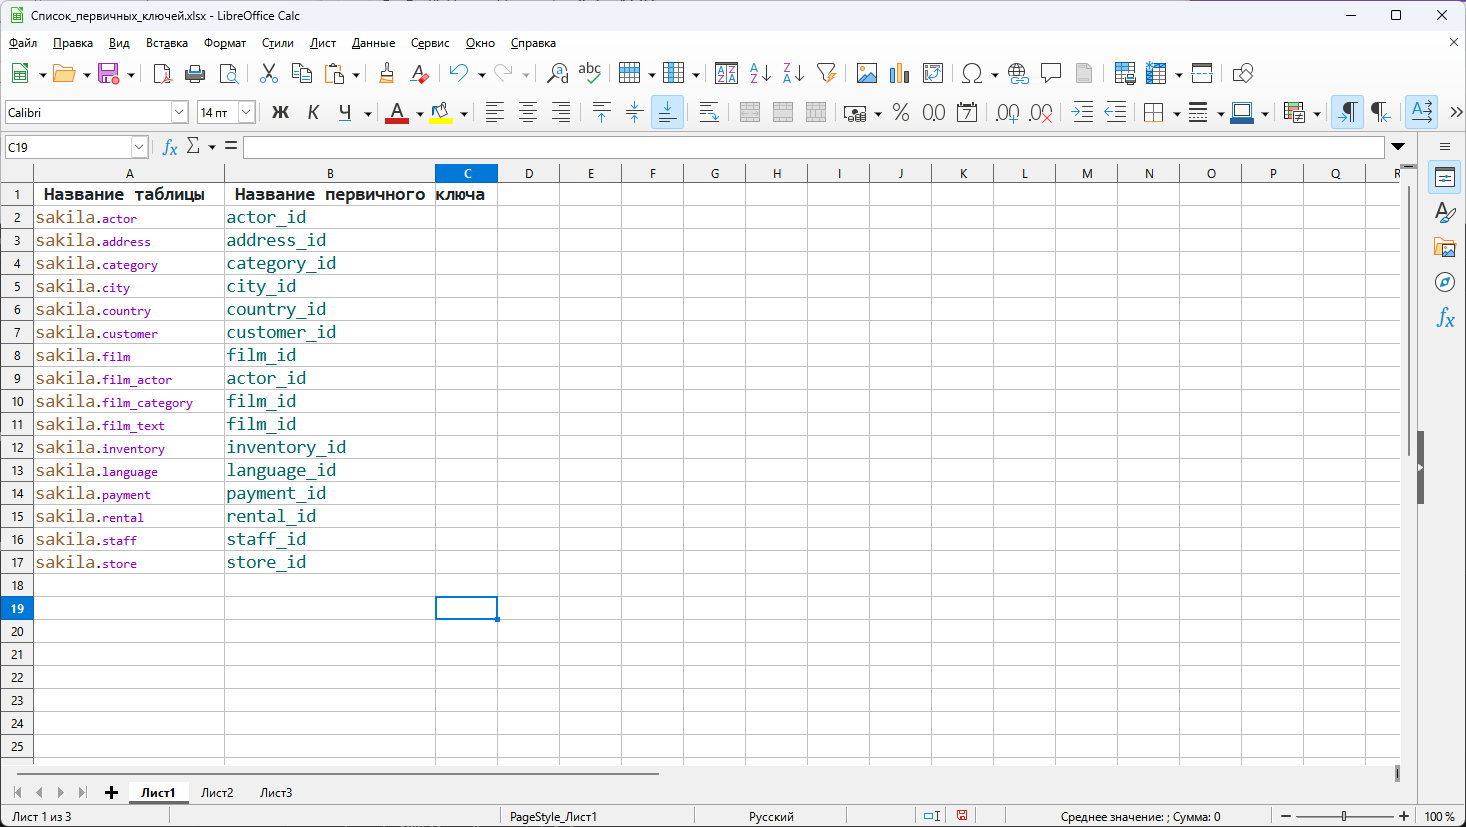 Список_первичных_ключей.xlsx - LibreOffice Calc
Файл Правка Вид Вставка Формат Стили Лист Данные Сервис Окно Справка
Calibri 14 пт Ж К Ч
C19
A B C D E F G H I J K L M N O P Q R
1 Название таблицы Название первичного ключа
2 sakila.actor actor_id
3 sakila.address address_id
4 sakila.category category_id
5 sakila.city city_id
6 sakila.country country_id
7 sakila.customer customer_id
8 sakila.film film_id
9 sakila.film_actor actor_id
10 sakila.film_category film_id
11 sakila.film_text film_id
12 sakila.inventory inventory_id
13 sakila.language language_id
14 sakila.payment payment_id
15 sakila.rental rental_id
16 sakila.staff staff_id
17 sakila.store store_id
18
19
20
21
22
23
24
25
Лист1 Лист2 Лист3
Лист 1 из 3 PageStyle_Лист1 Русский Среднее значение: ; Сумма: 0 100 %